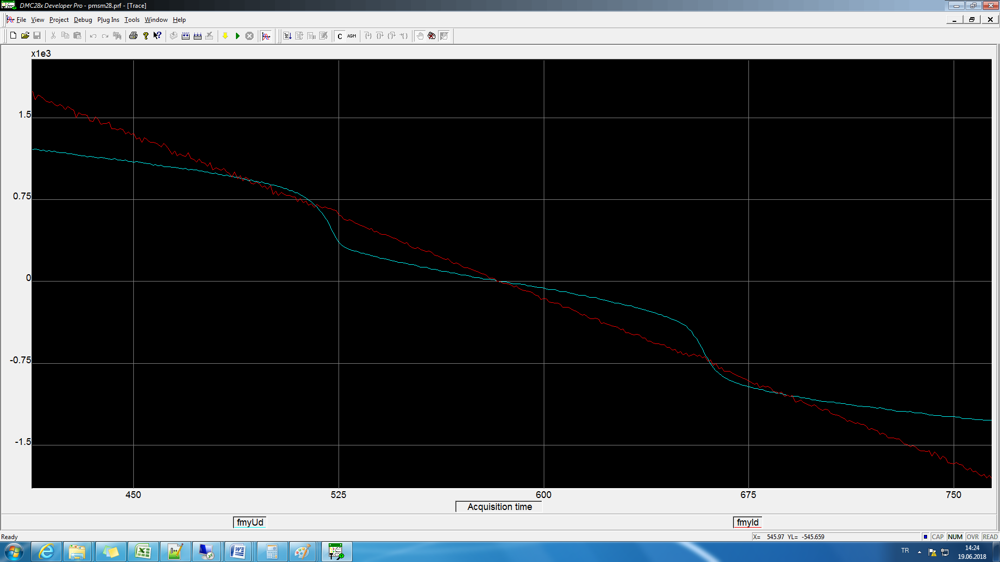 DMC28x Developer Pro - pmsm28.prf - [Trace]
File View Project Debug Plug Ins Tools Window Help
C ASM
x1e3
1.5
0.75
0
-0.75
-1.5
450 525 600 675 750
Acquisition time
fmyUd fmyId
Ready X= 545.97 YL= -545.659 CAP NUM OVR READ
TR 14:24
19.06.2018